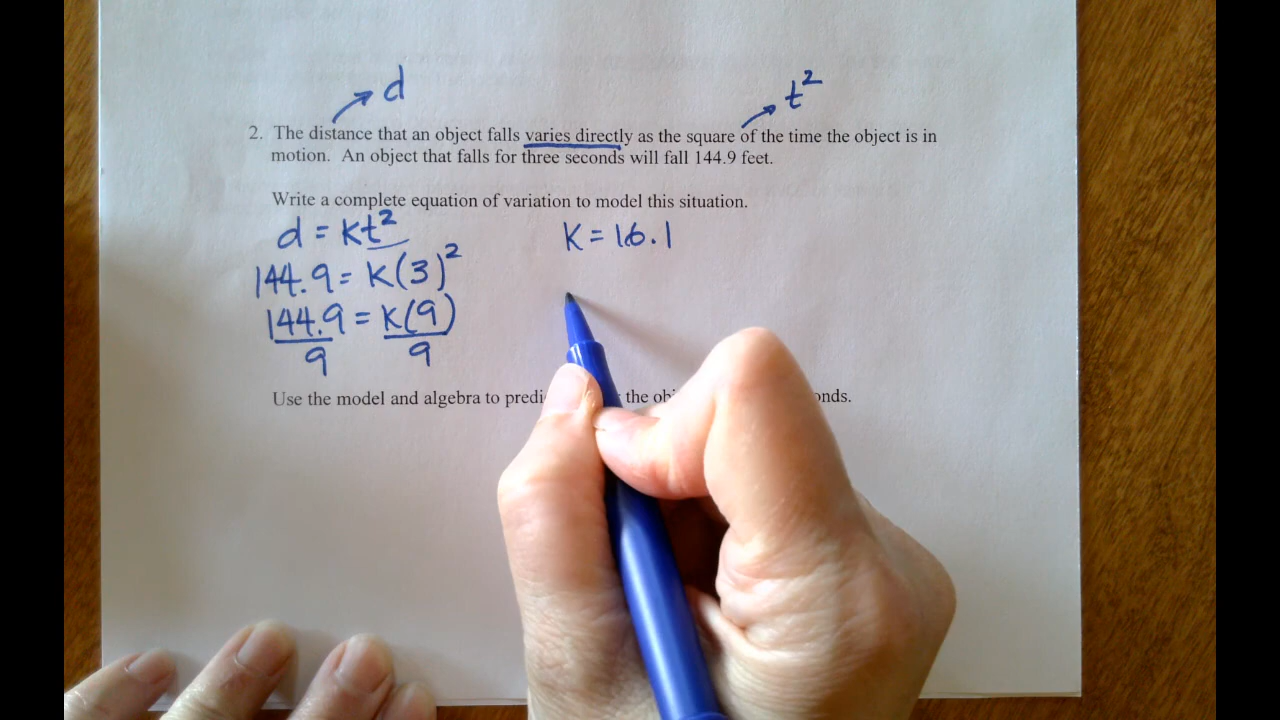 d
t²
2. The distance that an object falls varies directly as the square of the time the object is in
motion. An object that falls for three seconds will fall 144.9 feet.
Write a complete equation of variation to model this situation.
d = kt²
K = 16.1
144.9 = K(3)²
144.9 = K(9)
9 9
Use the model and algebra to the